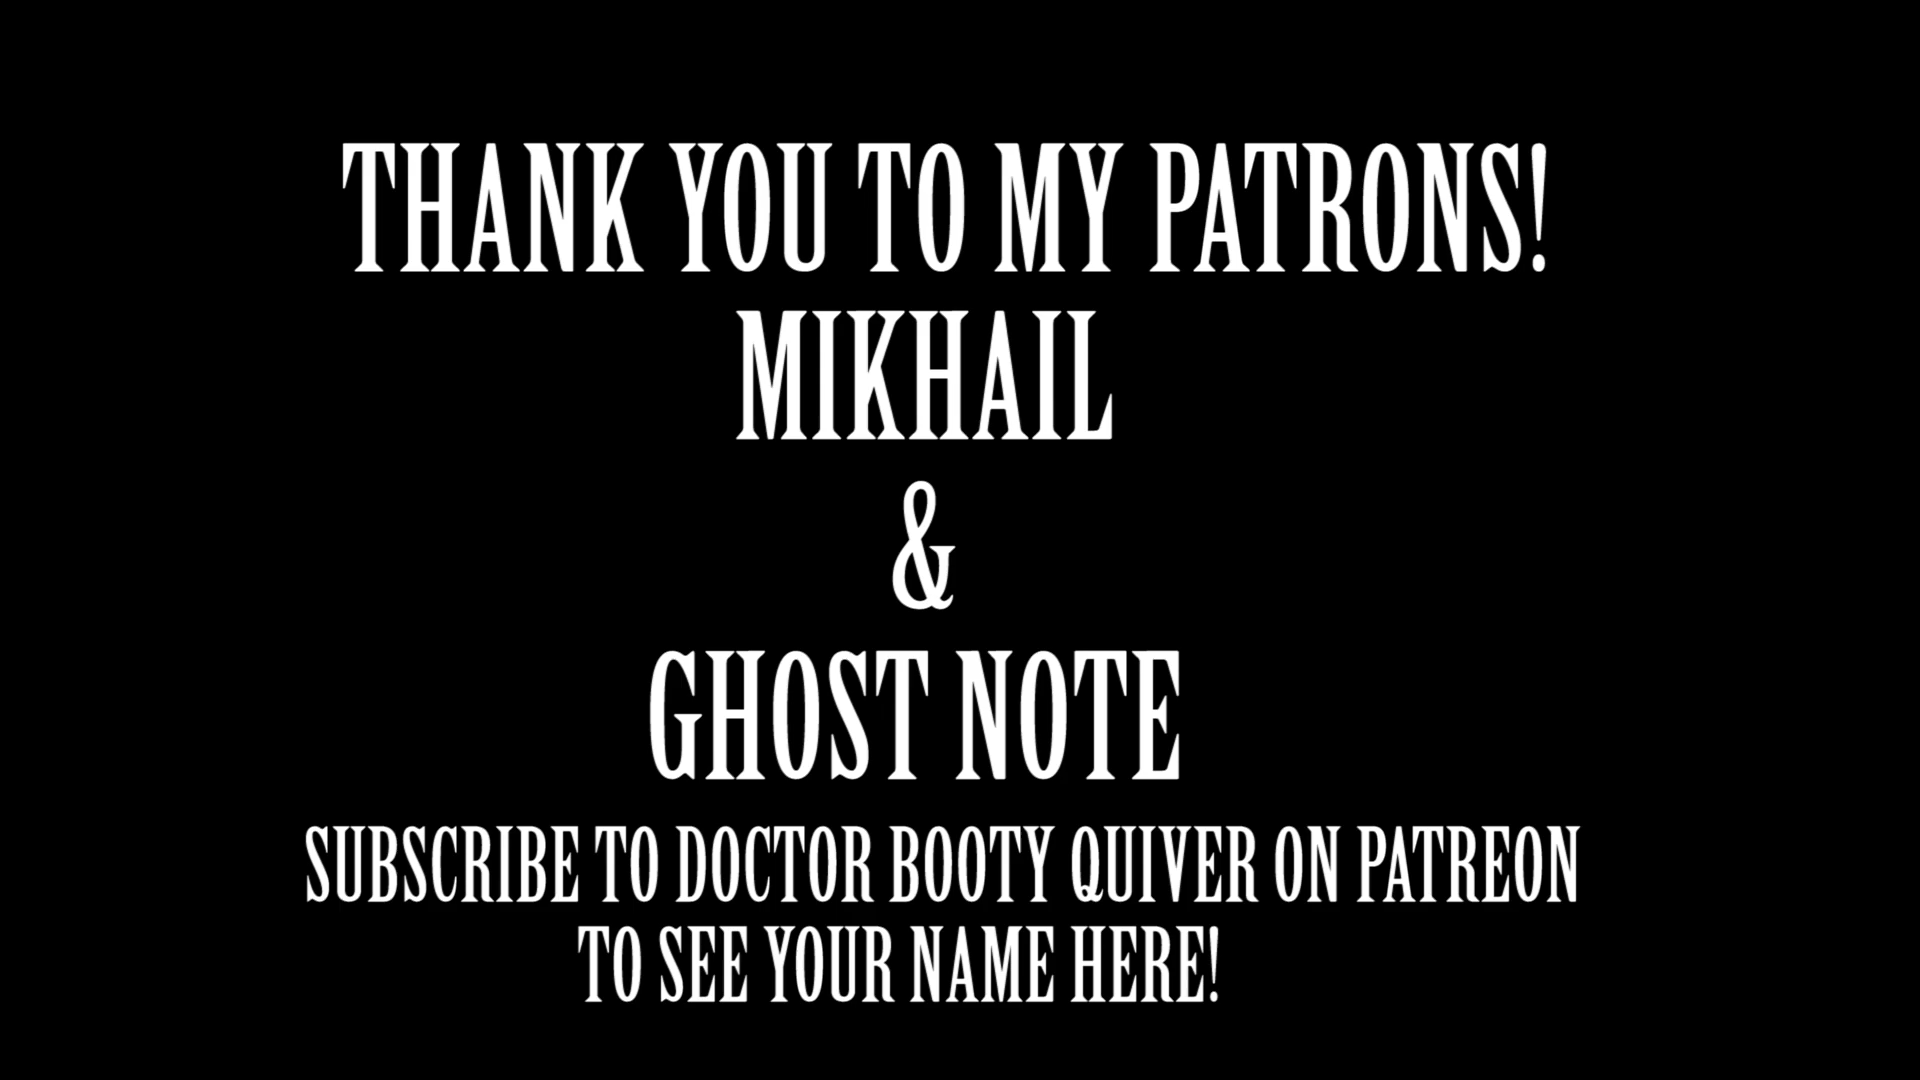 THANK YOU TO MY PATRONS!
MIKHAIL
&
GHOST NOTE
SUBSCRIBE TO DOCTOR BOOTY QUIVER ON PATREON
TO SEE YOUR NAME HERE!